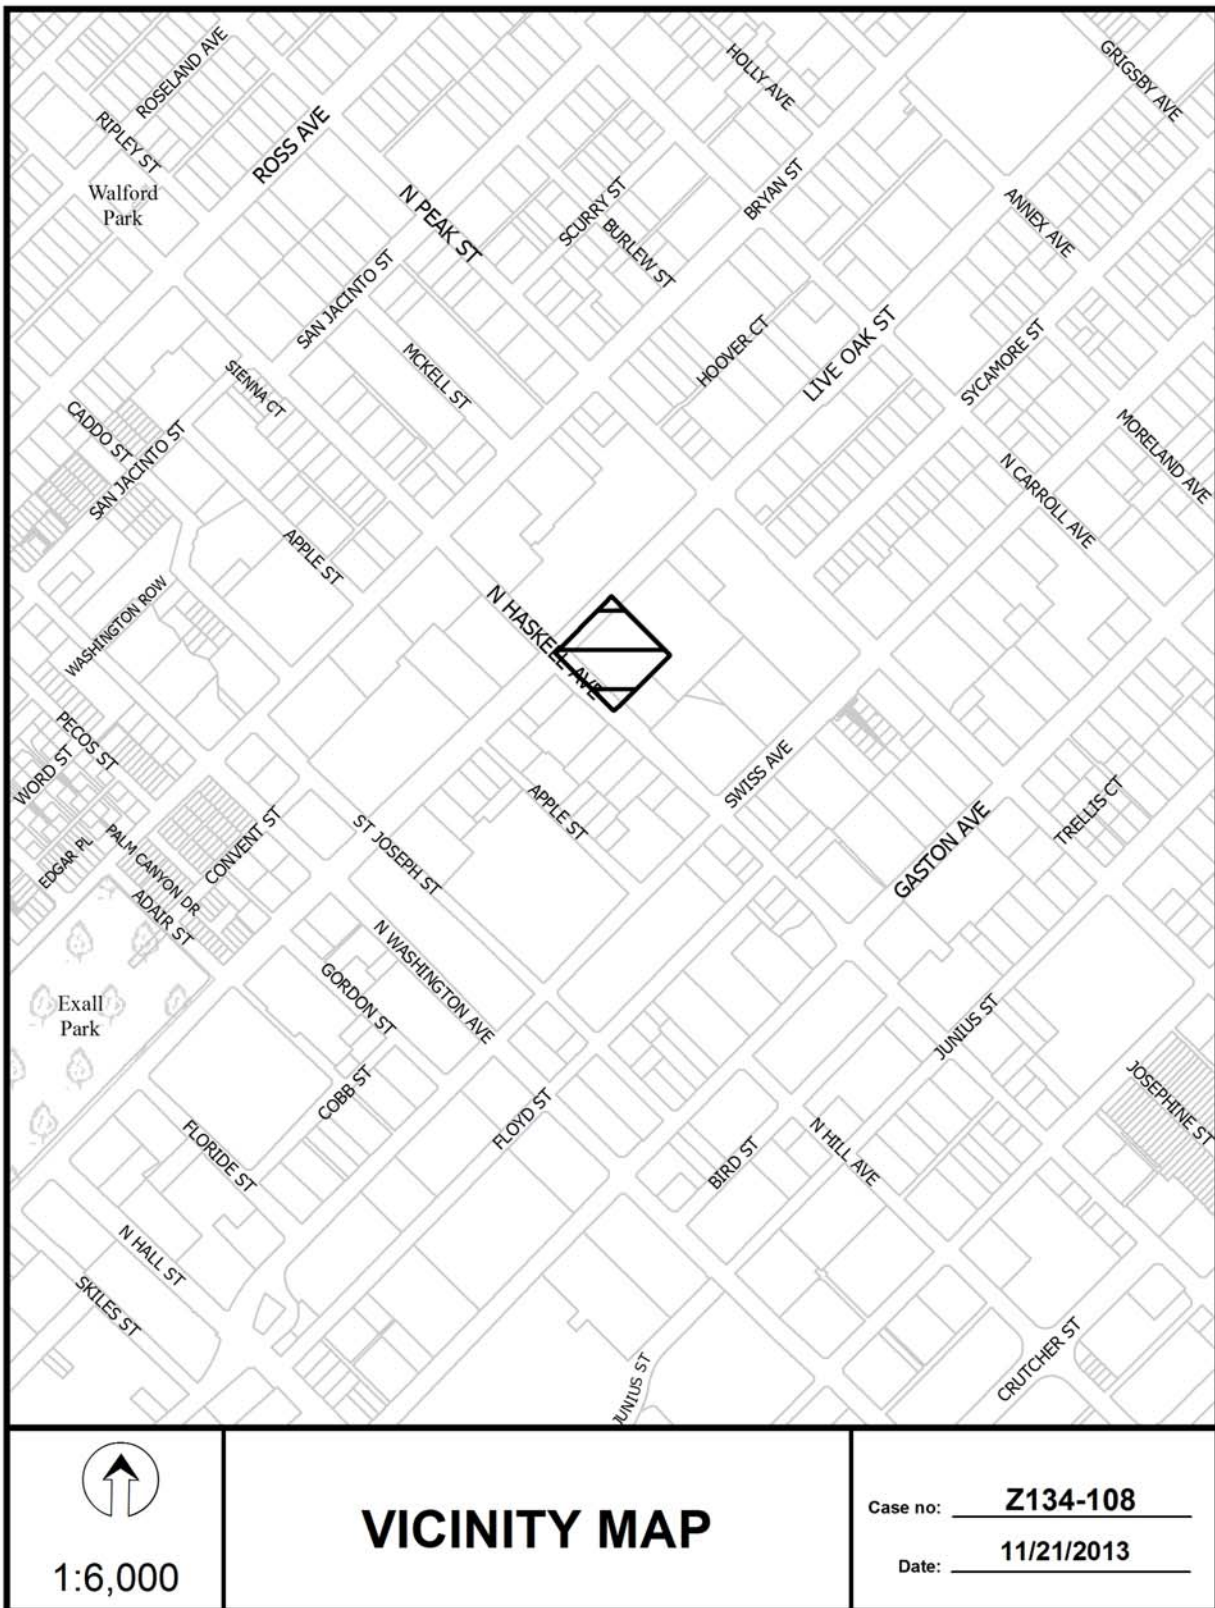 ROSELAND AVE
HOLLY AVE
GRIGSBY AVE
RIPLEY ST
ROSS AVE
Walford
Park
N PEAK ST
SCURRY ST
BURLEW ST
BRYAN ST
ANNEX AVE
SAN JACINTO ST
SIENNA CT
MCKELL ST
HOOVER CT
LIVE OAK ST
SYCAMORE ST
CADDO ST
SAN JACINTO ST
MORELAND AVE
N CARROLL AVE
APPLE ST
WASHINGTON ROW
N HASKELL AVE
PECOS ST
WORD ST
SWISS AVE
APPLE ST
TRELLIS CT
EDGAR PL
PALM CANYON DR
CONVENT ST
ST JOSEPH ST
GASTON AVE
ADAIR ST
N WASHINGTON AVE
GORDON ST
Exall
Park
JUNIUS ST
COBB ST
FLOYD ST
JOSEPHINE ST
FLORIDE ST
BIRD ST
N HILL AVE
N HALL ST
SKILES ST
JUNIUS ST
CRUTCHER ST
1:6,000
VICINITY MAP
Case no: Z134-108
Date: 11/21/2013